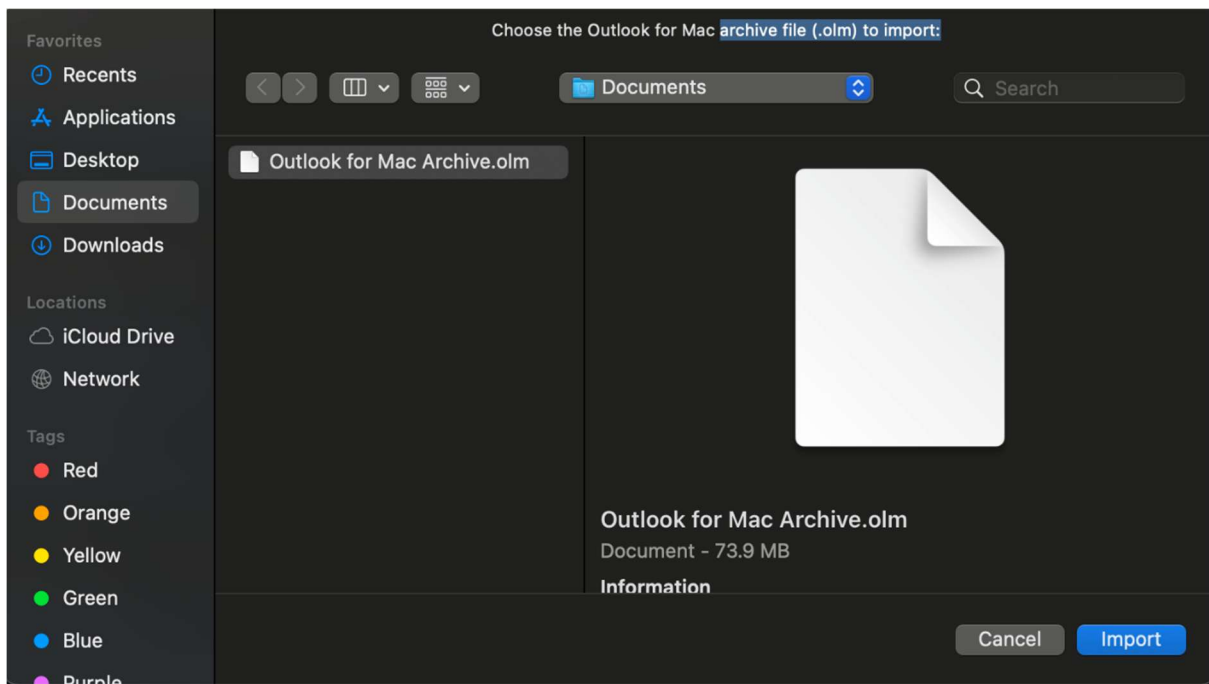 Choose the Outlook for Mac archive file (.olm) to import:
Favorites
Recents
Applications
Desktop
Documents
Downloads
Locations
iCloud Drive
Network
Tags
Red
Orange
Yellow
Green
Blue
Purple
Documents
Search
Outlook for Mac Archive.olm
Outlook for Mac Archive.olm
Document - 73.9 MB
Information
Cancel
Import